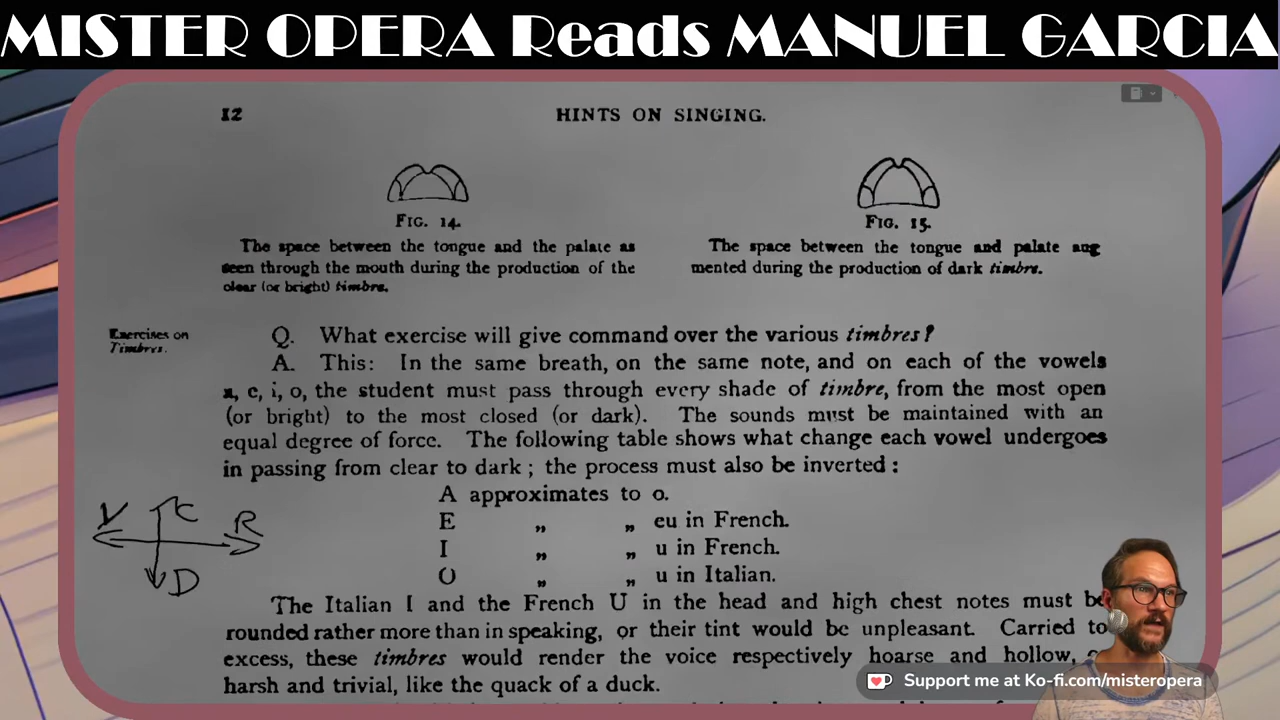 MISTER OPERA Reads MANUEL GARCIA
12
HINTS ON SINGING.
FIG. 14.
FIG. 15.
The space between the tongue and the palate as
seen through the mouth during the production of the
clear (or bright) timbre.
The space between the tongue and palate aug
mented during the production of dark timbre.
Exercises on
Timbres.
Q. What exercise will give command over the various timbres?
A. This: In the same breath, on the same note, and on each of the vowels
a, e, i, o, the student must pass through every shade of timbre, from the most open
(or bright) to the most closed (or dark). The sounds must be maintained with an
equal degree of force. The following table shows what change each vowel undergoes
in passing from clear to dark; the process must also be inverted:
A approximates to o.
E „ „ eu in French.
I „ „ u in French.
O „ „ u in Italian.
V C R
D
The Italian I and the French U in the head and high chest notes must be
rounded rather more than in speaking, or their tint would be unpleasant. Carried to
excess, these timbres would render the voice respectively hoarse and hollow,
harsh and trivial, like the quack of a duck.
Support me at Ko-fi.com/misteropera